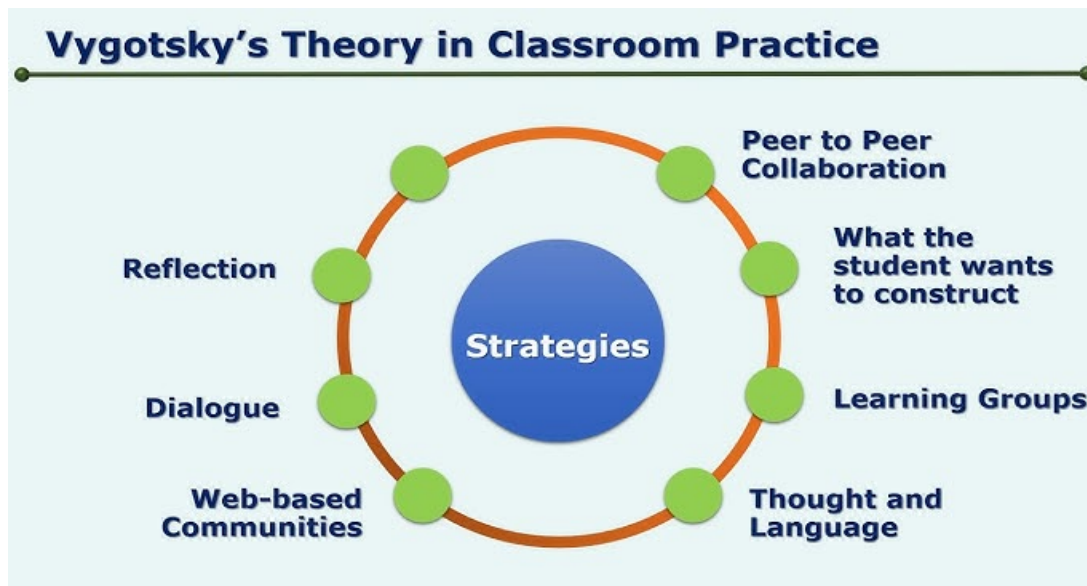 Vygotsky's Theory in Classroom Practice
Peer to Peer
Collaboration
What the
student wants
to construct
Learning Groups
Thought and
Language
Web-based
Communities
Dialogue
Reflection
Strategies